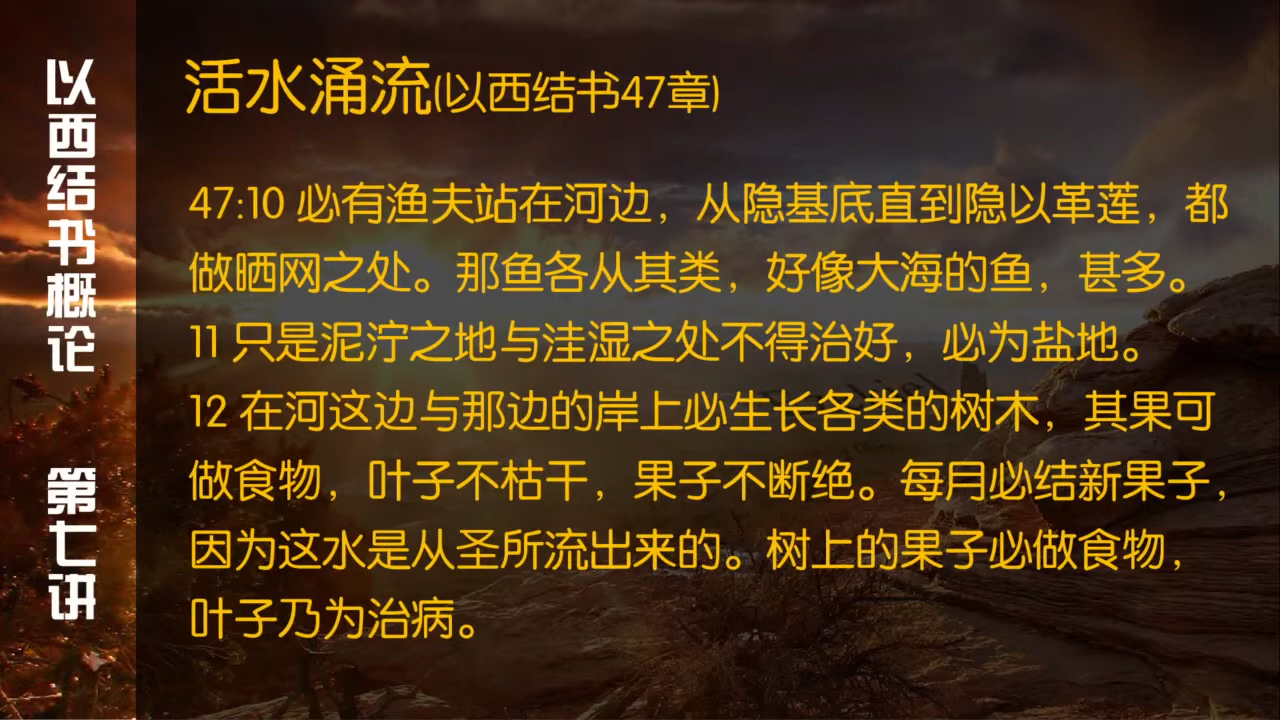 以西结书概论 第七讲
活水涌流(以西结书47章)
47:10 必有渔夫站在河边，从隐基底直到隐以革莲，都
做晒网之处。那鱼各从其类，好像大海的鱼，甚多。
11 只是泥泞之地与洼湿之处不得治好，必为盐地。
12 在河这边与那边的岸上必生长各类的树木，其果可
做食物，叶子不枯干，果子不断绝。每月必结新果子，
因为这水是从圣所流出来的。树上的果子必做食物，
叶子乃为治病。